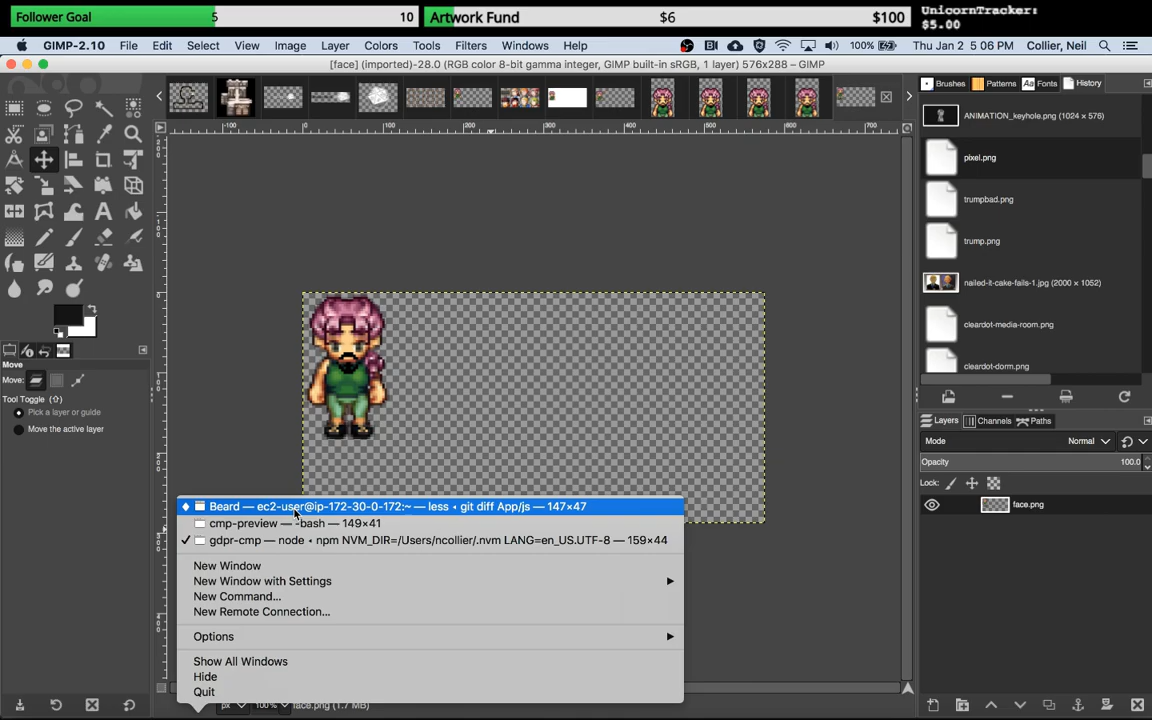 Follower Goal 5 10 Artwork Fund $6 $100 UnicornTracker:
$5.00
GIMP-2.10 File Edit Select View Image Layer Colors Tools Filters Windows Help 100% Thu Jan 2 5:06 PM Collier, Neil
[face] (imported)-28.0 (RGB color 8-bit gamma integer, GIMP built-in sRGB, 1 layer) 576x288 – GIMP
Brushes Patterns Fonts History
ANIMATION_keyhole.png (1024 × 576)
pixel.png
trumpbad.png
trump.png
nailed-it-cake-fails-1.jpg (2000 × 1052)
cleardot-media-room.png
cleardot-dorm.png
Move
Move:
Tool Toggle (⇧)
Pick a layer or guide
Move the active layer
Layers Channels Paths
Mode Normal
Opacity 100.0
Lock:
face.png
Beard — ec2-user@ip-172-30-0-172:~ — less ◂ git diff App/js — 147×47
cmp-preview — -bash — 149×41
gdpr-cmp — node ◂ npm NVM_DIR=/Users/ncollier/.nvm LANG=en_US.UTF-8 — 159×44
New Window
New Window with Settings
New Command...
New Remote Connection...
Options
Show All Windows
Hide
Quit
px 100% face.png (1.7 MB)